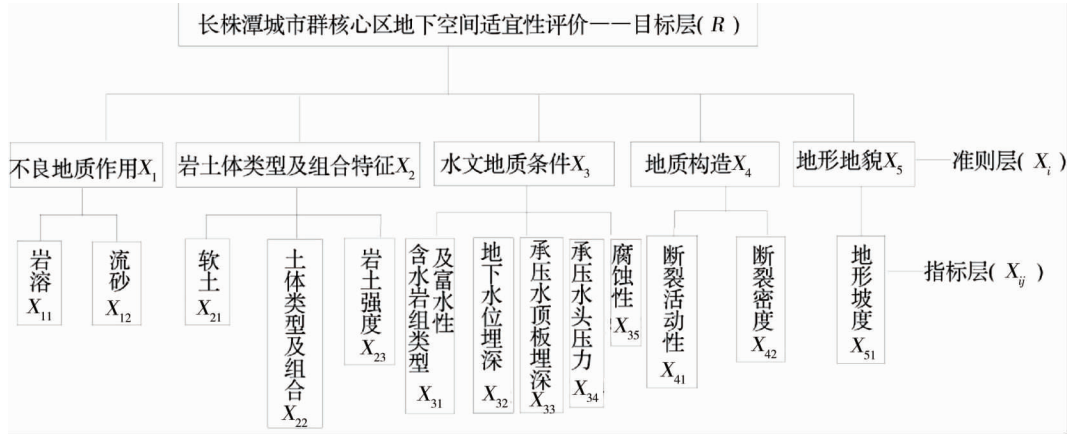 长株潭城市群核心区地下空间适宜性评价——目标层( R )
不良地质作用X₁
岩土体类型及组合特征X₂
水文地质条件X₃
地质构造X₄
地形地貌X₅
准则层( Xᵢ )
岩溶X₁₁
流砂X₁₂
软土X₂₁
土体类型及组合X₂₂
岩土强度X₂₃
含水岩组类型及富水性X₃₁
地下水位埋深X₃₂
承压水顶板埋深X₃₃
承压水头压力X₃₄
腐蚀性X₃₅
断裂活动性X₄₁
断裂密度X₄₂
地形坡度X₅₁
指标层( Xᵢⱼ )